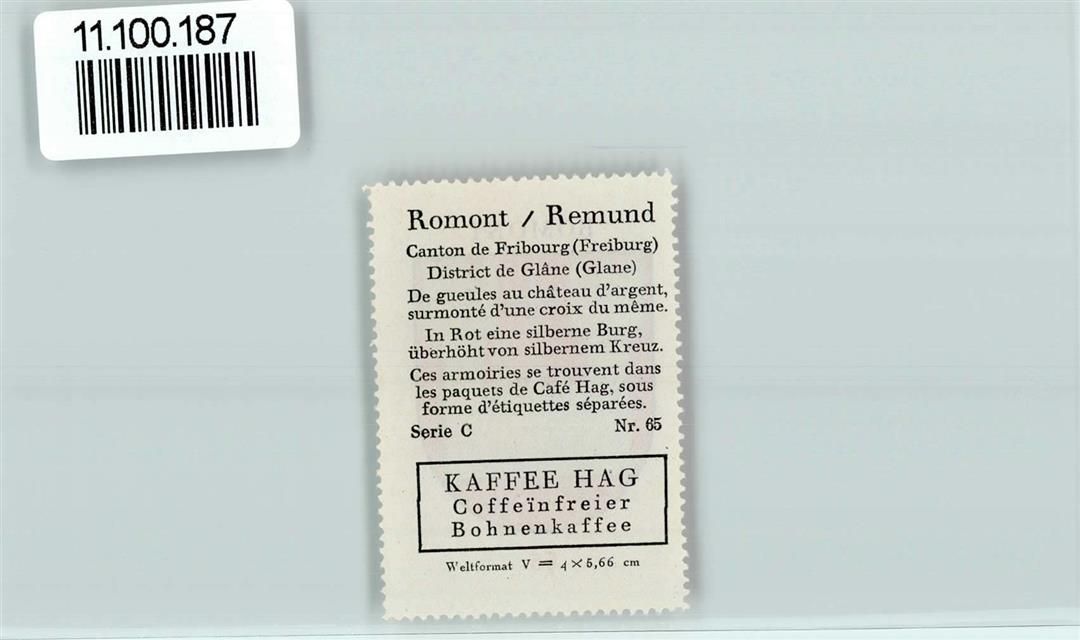 11.100.187
Romont / Remund
Canton de Fribourg (Freiburg)
District de Glâne (Glane)
De gueules au château d'argent,
surmonté d'une croix du même.
In Rot eine silberne Burg,
überhöht von silbernem Kreuz.
Ces armoiries se trouvent dans
les paquets de Café Hag, sous
forme d'étiquettes séparées.
Serie C Nr. 65
KAFFEE HAG
Coffeïnfreier
Bohnenkaffee
Weltformat V = 4 × 5,66 cm